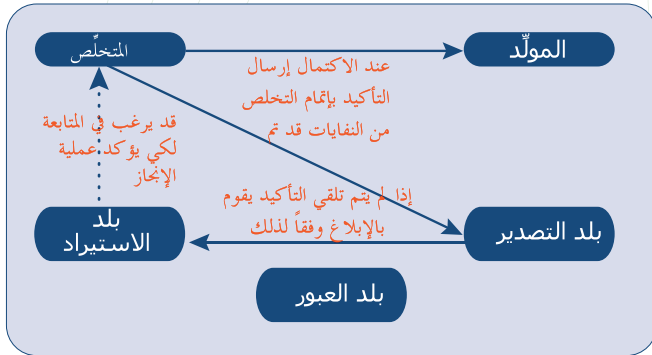 المولِّد
المتخلِّص
عند الاكتمال إرسال
التأكيد بإتمام التخلص
من النفايات قد تم
قد يرغب في المتابعة
لكي يؤكد عملية
الإنجاز
إذا لم يتم تلقي التأكيد يقوم
بالإبلاغ وفقاً لذلك
بلد التصدير
بلد
الاستيراد
بلد العبور